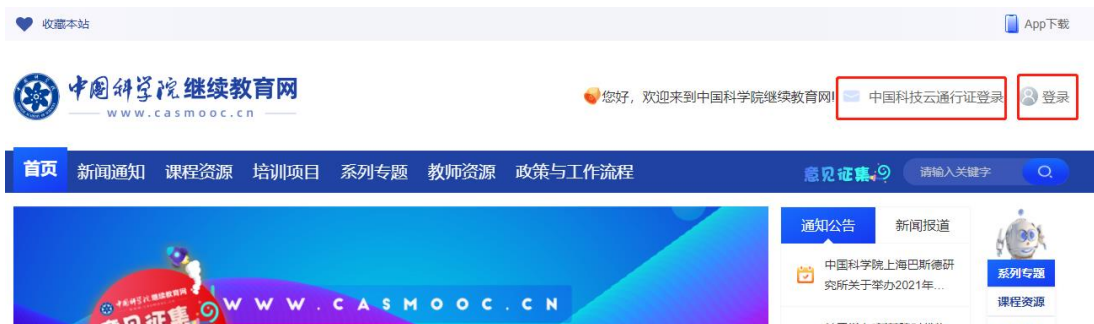 收藏本站 App下载
中国科学院继续教育网
www.casmooc.cn
您好，欢迎来到中国科学院继续教育网! 中国科技云通行证登录 登录
首页 新闻通知 课程资源 培训项目 系列专题 教师资源 政策与工作流程 意见征集 请输入关键字
通知公告 新闻报道
中国科学院上海巴斯德研
究所关于举办2021年...
系列专题
课程资源
WWW.CASMOOC.CN
意见征集